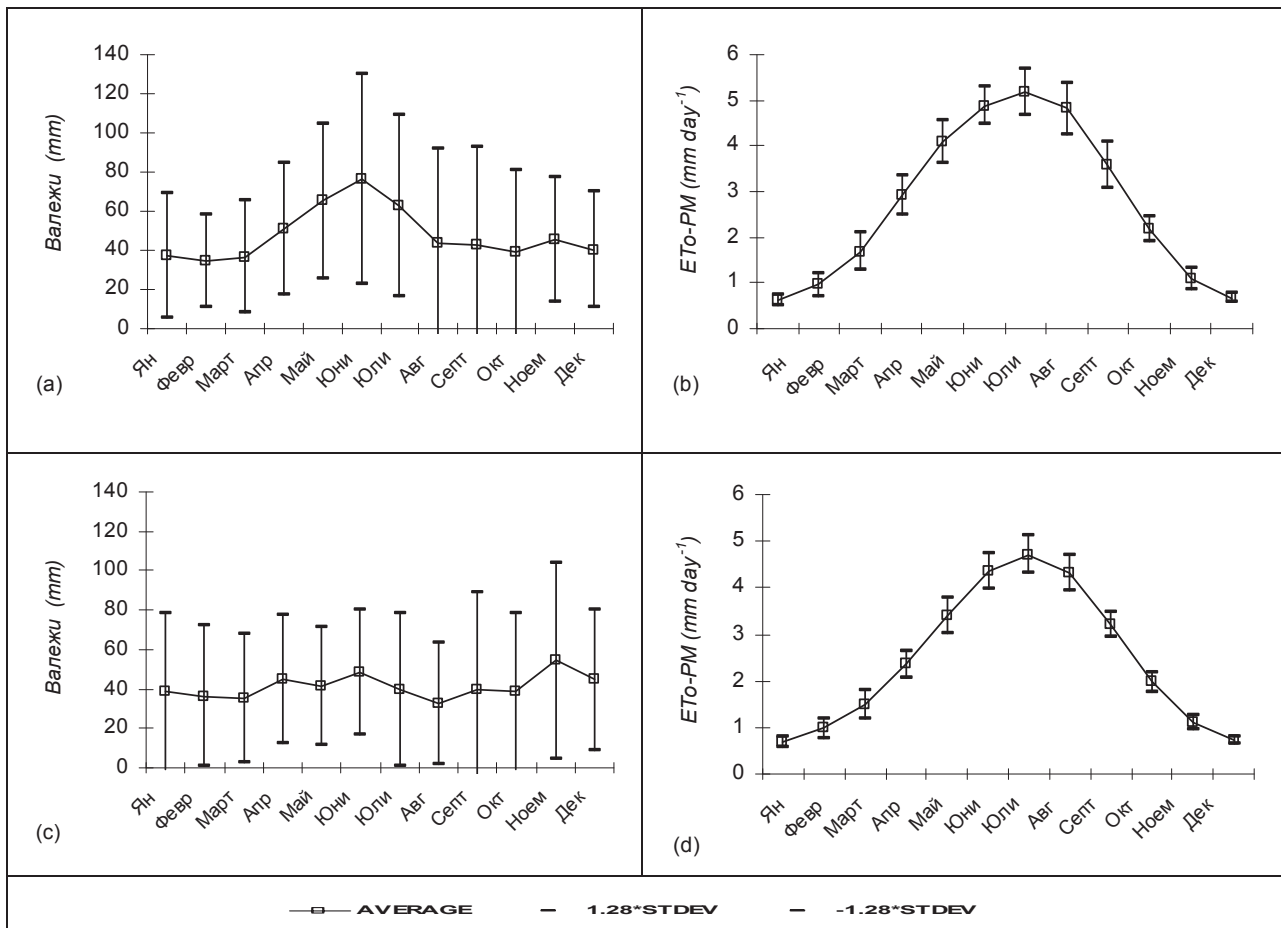 Валежи (mm)
140
120
100
80
60
40
20
0
Ян
Февр
Март
Апр
Май
Юни
Юли
Авг
Септ
Окт
Ноем
Дек
(a)
ETo-PM (mm day⁻¹)
6
5
4
3
2
1
0
Ян
Февр
Март
Апр
Май
Юни
Юли
Авг
Септ
Окт
Ноем
Дек
(b)
Валежи (mm)
140
120
100
80
60
40
20
0
Ян
Февр
Март
Апр
Май
Юни
Юли
Авг
Септ
Окт
Ноем
Дек
(c)
ETo-PM (mm day⁻¹)
6
5
4
3
2
1
0
Ян
Февр
Март
Апр
Май
Юни
Юли
Авг
Септ
Окт
Ноем
Дек
(d)
AVERAGE 1.28*STDEV -1.28*STDEV